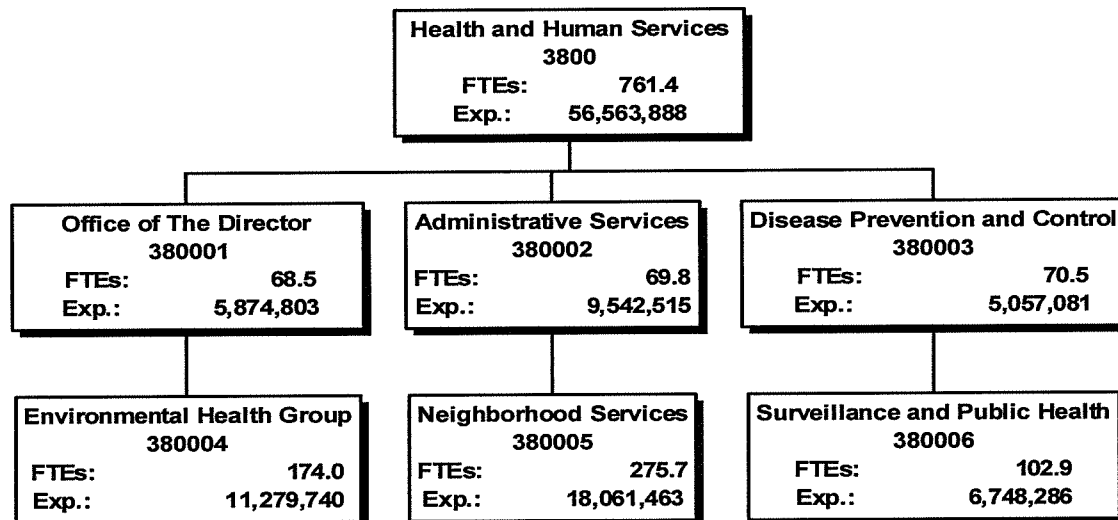 Health and Human Services
3800
FTEs: 761.4
Exp.: 56,563,888
Office of The Director
380001
FTEs: 68.5
Exp.: 5,874,803
Administrative Services
380002
FTEs: 69.8
Exp.: 9,542,515
Disease Prevention and Control
380003
FTEs: 70.5
Exp.: 5,057,081
Environmental Health Group
380004
FTEs: 174.0
Exp.: 11,279,740
Neighborhood Services
380005
FTEs: 275.7
Exp.: 18,061,463
Surveillance and Public Health
380006
FTEs: 102.9
Exp.: 6,748,286